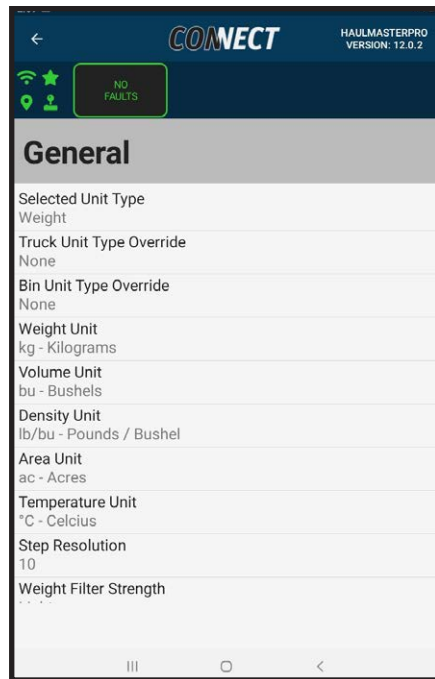 CONNECT
HAULMASTERPRO
VERSION: 12.0.2
NO
FAULTS
General
Selected Unit Type
Weight
Truck Unit Type Override
None
Bin Unit Type Override
None
Weight Unit
kg - Kilograms
Volume Unit
bu - Bushels
Density Unit
lb/bu - Pounds / Bushel
Area Unit
ac - Acres
Temperature Unit
°C - Celcius
Step Resolution
10
Weight Filter Strength